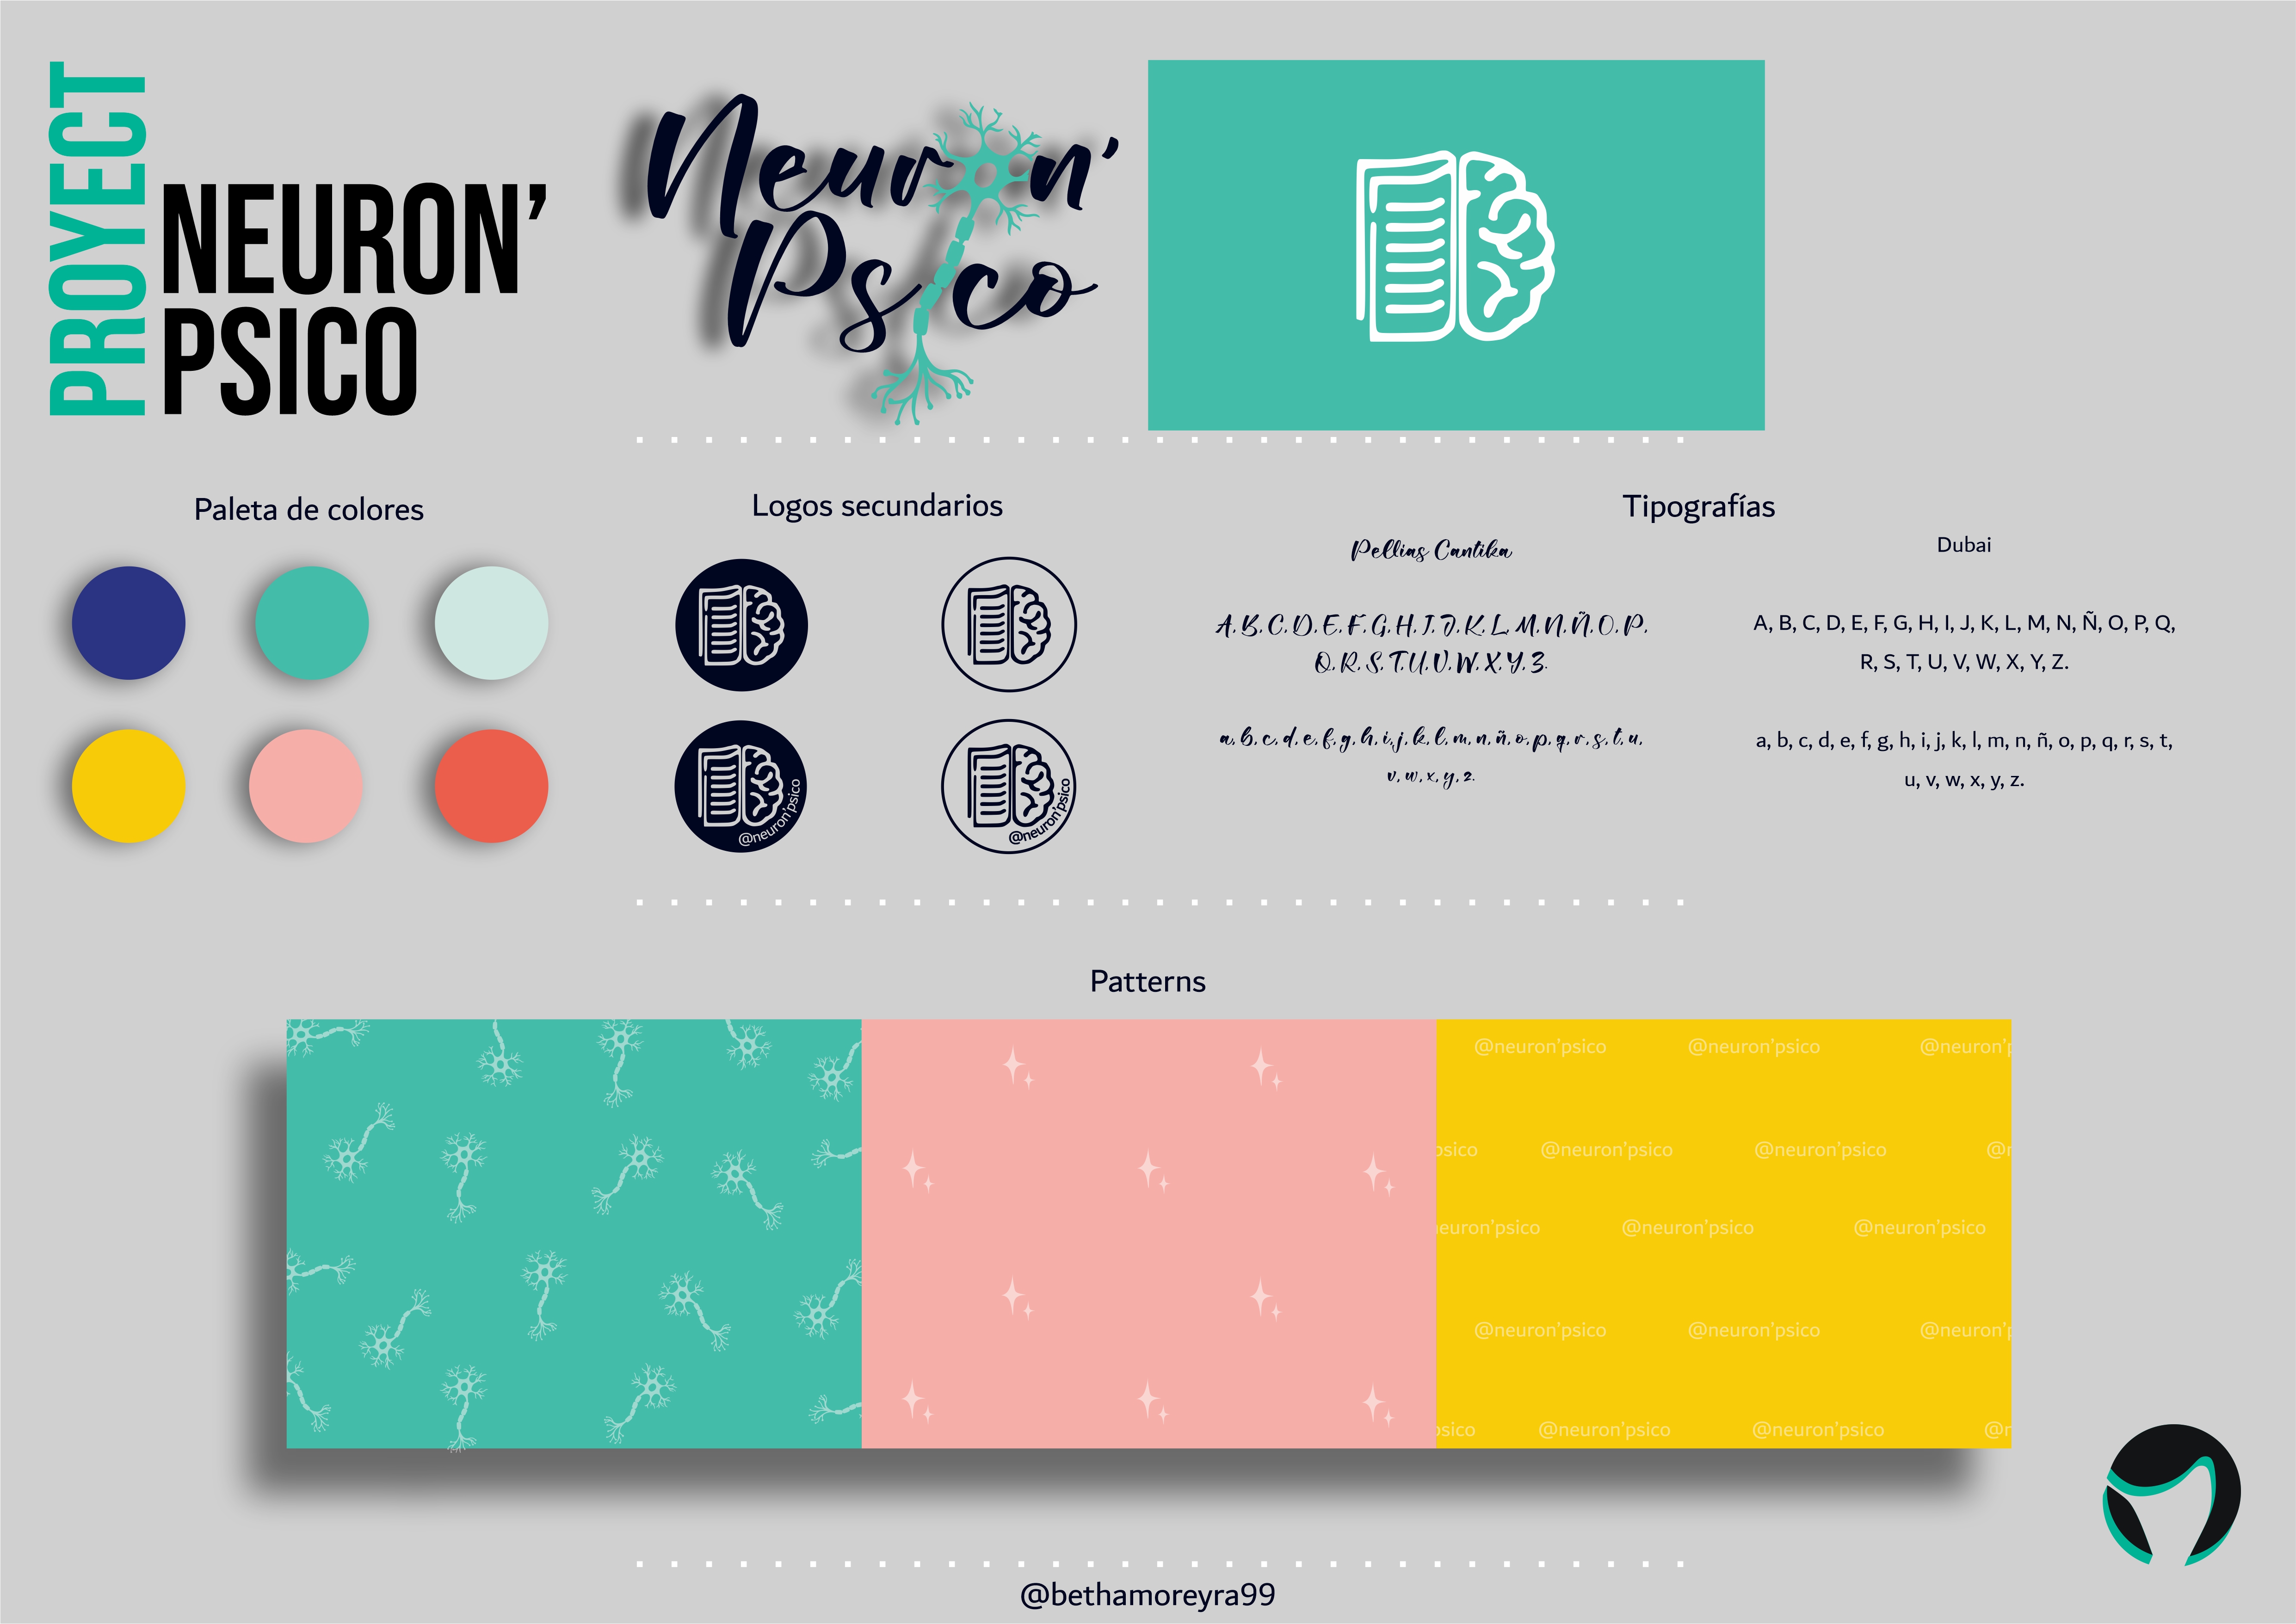 PROYECT
NEURON'
PSICO
Neuron'
Psico
Paleta de colores
Logos secundarios
@neuron'psico
@neuron'psico
Tipografías
Pellias Cantika
A, B, C, D, E, F, G, H, I, J, K, L, M, N, Ñ, O, P,
Q, R, S, T, U, V, W, X, Y, Z.
a, b, c, d, e, f, g, h, i, j, k, l, m, n, ñ, o, p, q, r, s, t, u,
v, w, x, y, z.
Dubai
A, B, C, D, E, F, G, H, I, J, K, L, M, N, Ñ, O, P, Q,
R, S, T, U, V, W, X, Y, Z.
a, b, c, d, e, f, g, h, i, j, k, l, m, n, ñ, o, p, q, r, s, t,
u, v, w, x, y, z.
Patterns
@neuron'psico @neuron'psico @neuron'p
psico @neuron'psico @neuron'psico @n
neuron'psico @neuron'psico @neuron'psico
@neuron'psico @neuron'psico @neuron'p
psico @neuron'psico @neuron'psico @n
@bethamoreyra99